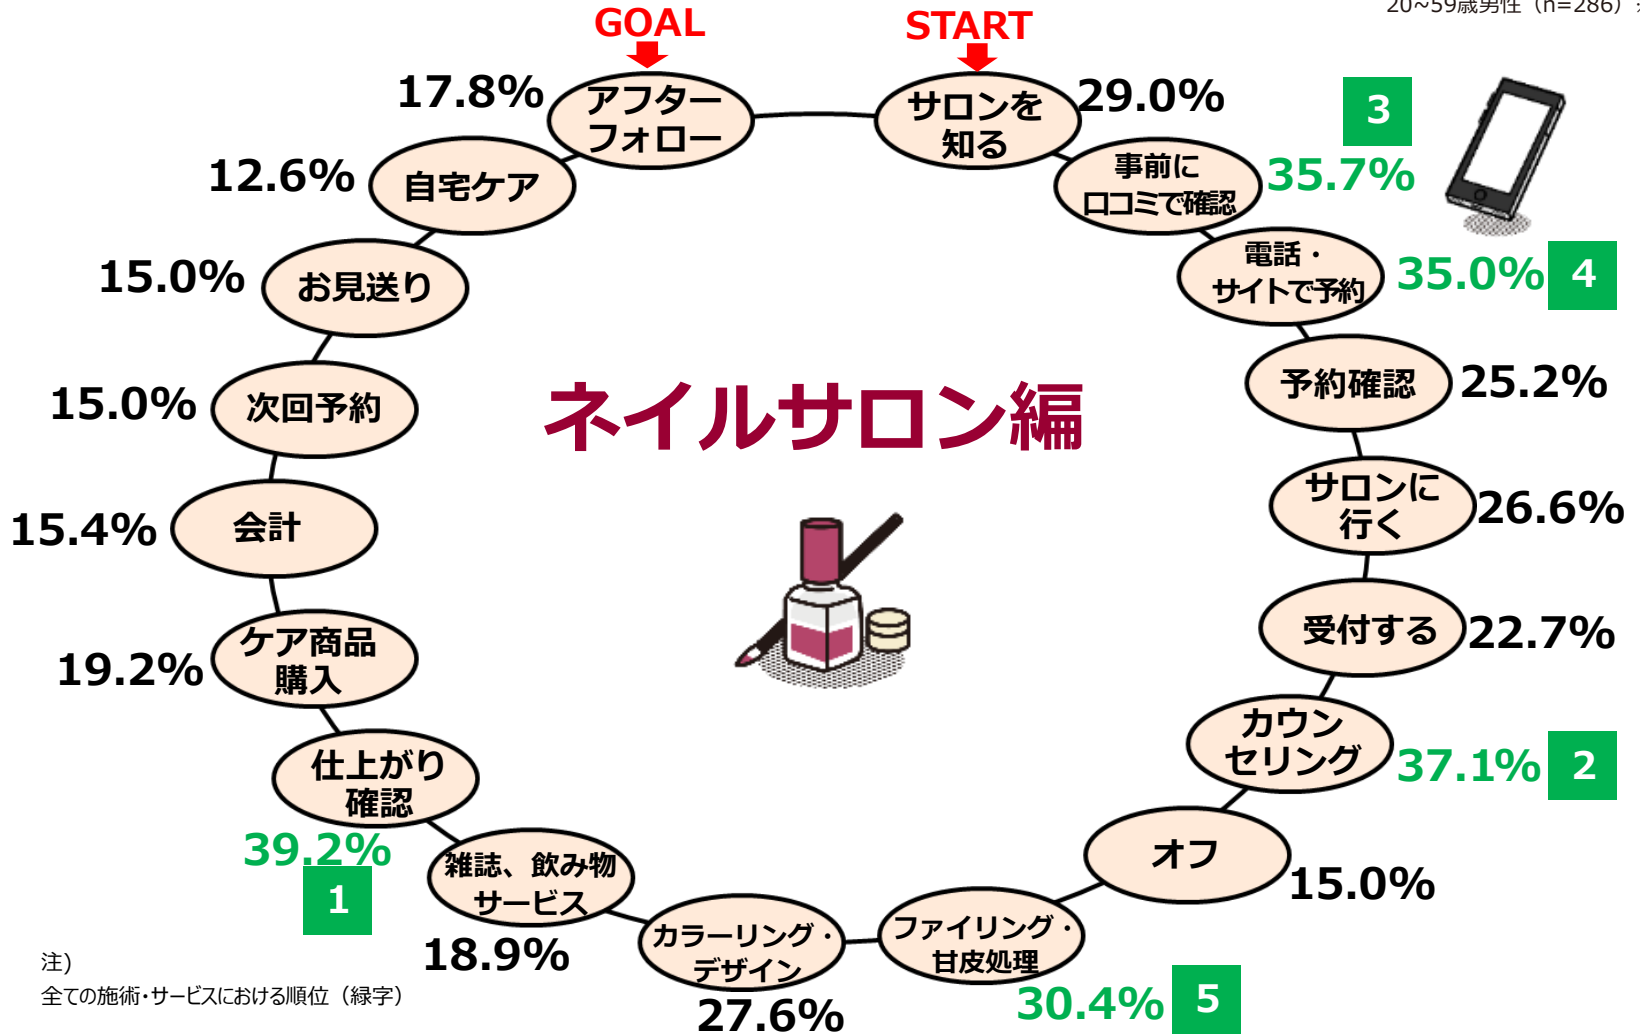 20~59歳男性（n=286）
GOAL
START
アフター
フォロー
17.8%
サロンを
知る
29.0%
3
事前に
口コミで確認
35.7%
電話・
サイトで予約
35.0%
4
予約確認
25.2%
サロンに
行く
26.6%
受付する
22.7%
カウン
セリング
37.1%
2
オフ
15.0%
ファイリング・
甘皮処理
30.4%
5
カラーリング・
デザイン
27.6%
雑誌、飲み物
サービス
18.9%
仕上がり
確認
39.2%
1
ケア商品
購入
19.2%
会計
15.4%
次回予約
15.0%
お見送り
15.0%
自宅ケア
12.6%
ネイルサロン編
注)
全ての施術・サービスにおける順位（緑字）